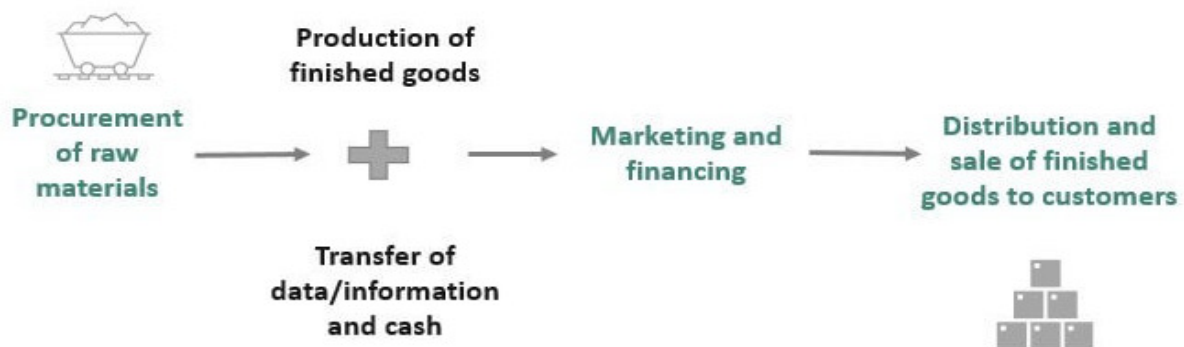 Procurement
of raw
materials
Production of
finished goods
Transfer of
data/information
and cash
Marketing and
financing
Distribution and
sale of finished
goods to customers